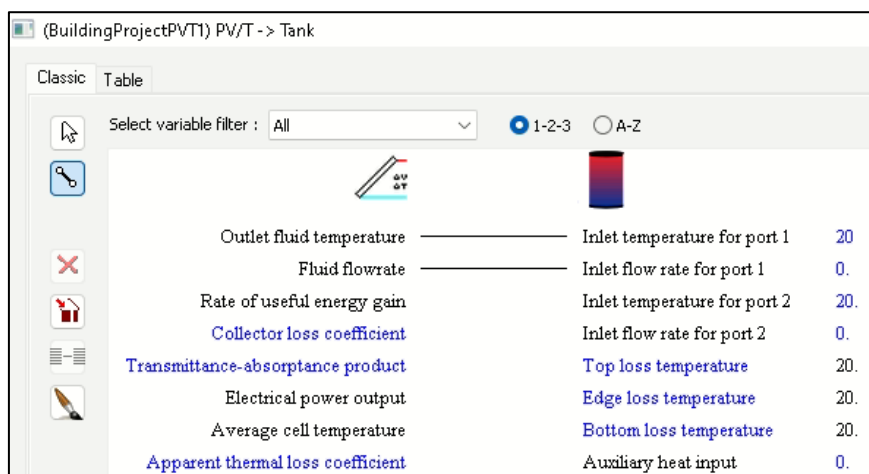 (BuildingProjectPVT1) PV/T -> Tank
Classic Table
Select variable filter : All 1-2-3 A-Z
Outlet fluid temperature Inlet temperature for port 1 20
Fluid flowrate Inlet flow rate for port 1 0.
Rate of useful energy gain Inlet temperature for port 2 20.
Collector loss coefficient Inlet flow rate for port 2 0.
Transmittance-absorptance product Top loss temperature 20.
Electrical power output Edge loss temperature 20.
Average cell temperature Bottom loss temperature 20.
Apparent thermal loss coefficient Auxiliary heat input 0.